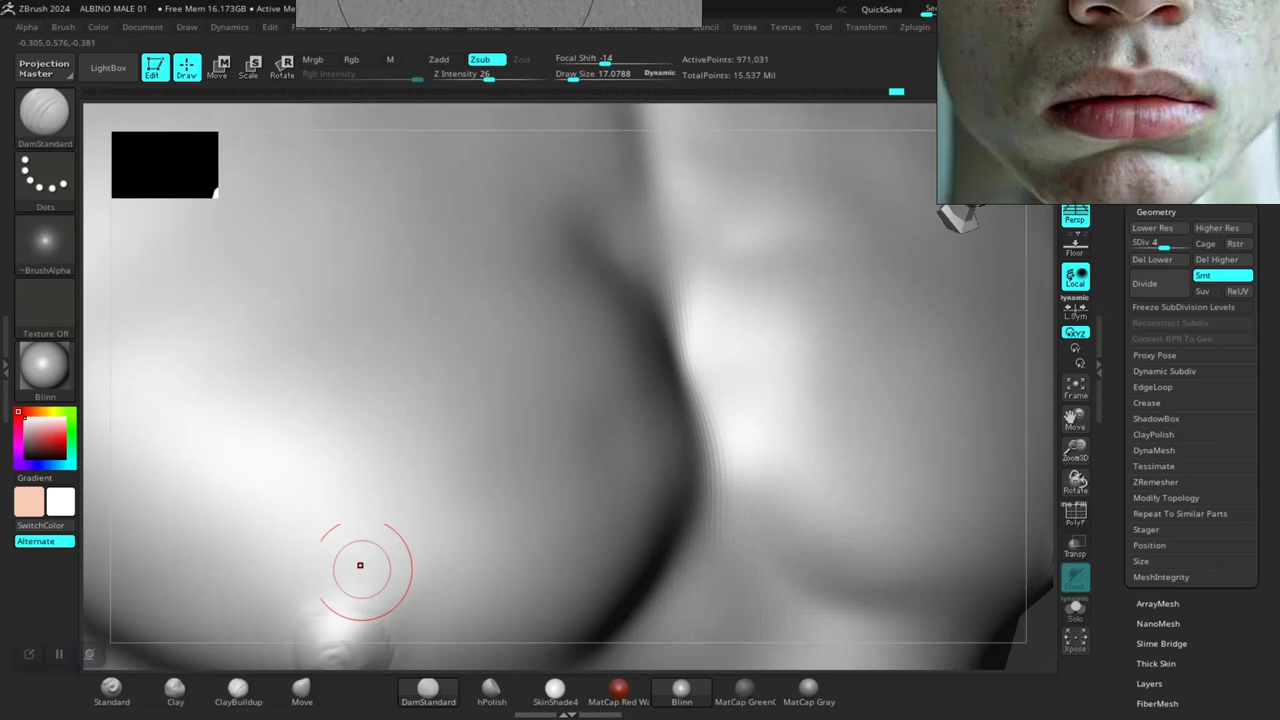 ZBrush 2024 ALBINO MALE 01 • Free Mem 16.173GB • Active Me
AC QuickSave
Alpha Brush Color Document Draw Dynamics Edit
Stroke Texture Tool Transform Zplugin
-0.305,0.576,-0.381
Projection Master
LightBox
Edit
Draw
Move
Scale
Rotate
Mrgb Rgb M
Rgb Intensity
Zadd Zsub Zcut
Z Intensity 26
Focal Shift -14
Draw Size 17.0788 Dynamic
ActivePoints: 971,031
TotalPoints: 15.537 Mil
DamStandard
Dots
~BrushAlpha
Texture Off
Blinn
Gradient
SwitchColor
Alternate
Persp
Floor
Local
L.Sym
XYZ
Frame
Move
Zoom3D
Rotate
PolyF
Transp
Ghost
Solo
Xpose
Geometry
Lower Res Higher Res
SDiv 4 Cage Rstr
Del Lower Del Higher
Divide
Smt
Suv ReUV
Freeze SubDivision Levels
Reconstruct Subdiv
Convert BPR To Geo
Proxy Pose
Dynamic Subdiv
EdgeLoop
Crease
ShadowBox
ClayPolish
DynaMesh
Tessimate
ZRemesher
Modify Topology
Repeat To Similar Parts
Stager
Position
Size
MeshIntegrity
ArrayMesh
NanoMesh
Slime Bridge
Thick Skin
Layers
FiberMesh
Standard Clay ClayBuildup Move DamStandard hPolish SkinShade4 MatCap Red Wa Blinn MatCap GreenC MatCap Gray